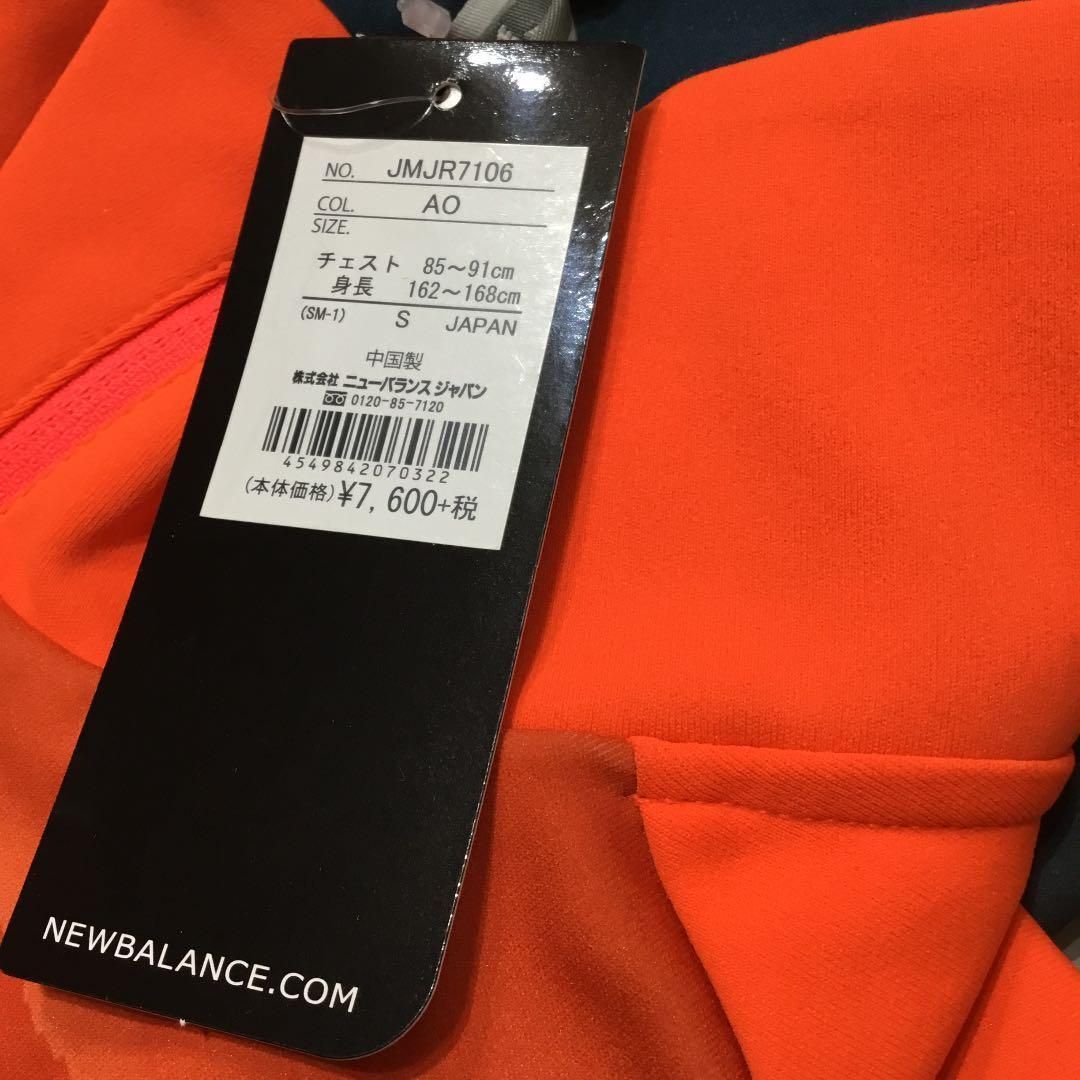 NO. JMJR7106
COL. AO
SIZE.
チェスト 85～91cm
身長 162～168cm
(SM-1) S JAPAN
中国製
株式会社 ニューバランス ジャパン
0120-85-7120
4549842070322
(本体価格)¥7,600+税
NEWBALANCE.COM